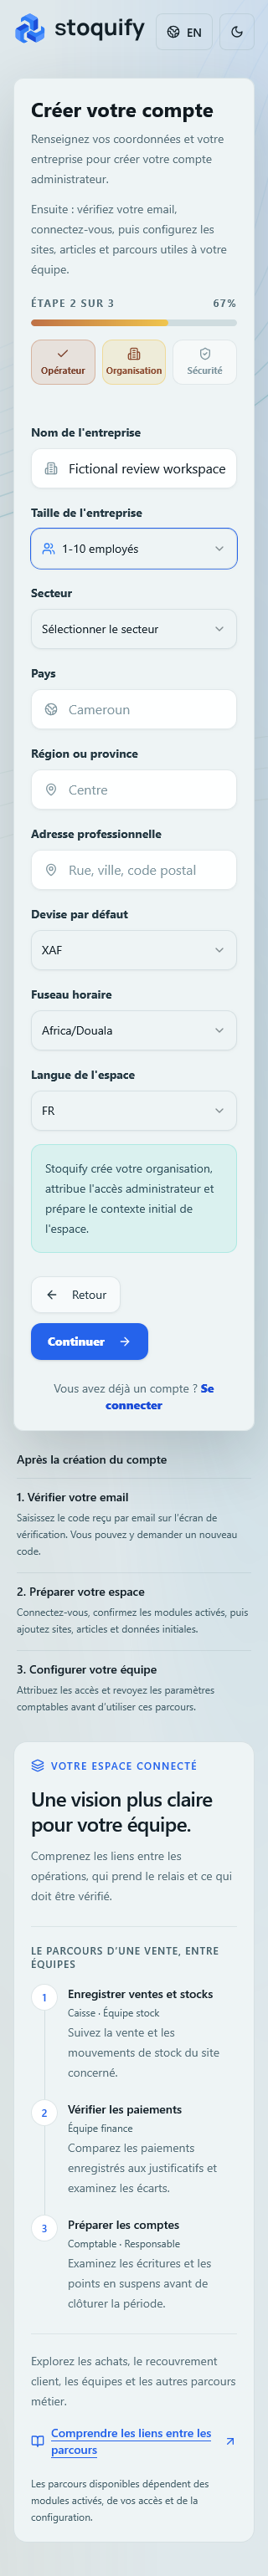 stoquify
EN
Créer votre compte
Renseignez vos coordonnées et votre
entreprise pour créer votre compte
administrateur.
Ensuite : vérifiez votre email,
connectez-vous, puis configurez les
sites, articles et parcours utiles à votre
équipe.
ÉTAPE 2 SUR 3
67%
Opérateur
Organisation
Sécurité
Nom de l'entreprise
Fictional review workspace
Taille de l'entreprise
1-10 employés
Secteur
Sélectionner le secteur
Pays
Cameroun
Région ou province
Centre
Adresse professionnelle
Rue, ville, code postal
Devise par défaut
XAF
Fuseau horaire
Africa/Douala
Langue de l'espace
FR
Stoquify crée votre organisation,
attribue l'accès administrateur et
prépare le contexte initial de
l'espace.
Retour
Continuer
Vous avez déjà un compte ? Se
connecter
Après la création du compte
1. Vérifier votre email
Saisissez le code reçu par email sur l'écran de
vérification. Vous pouvez y demander un nouveau
code.
2. Préparer votre espace
Connectez-vous, confirmez les modules activés, puis
ajoutez sites, articles et données initiales.
3. Configurer votre équipe
Attribuez les accès et revoyez les paramètres
comptables avant d'utiliser ces parcours.
VOTRE ESPACE CONNECTÉ
Une vision plus claire
pour votre équipe.
Comprenez les liens entre les
opérations, qui prend le relais et ce qui
doit être vérifié.
LE PARCOURS D'UNE VENTE, ENTRE
ÉQUIPES
1
Enregistrer ventes et stocks
Caisse · Équipe stock
Suivez la vente et les
mouvements de stock du site
concerné.
2
Vérifier les paiements
Équipe finance
Comparez les paiements
enregistrés aux justificatifs et
examinez les écarts.
3
Préparer les comptes
Comptable · Responsable
Examinez les écritures et les
points en suspens avant de
clôturer la période.
Explorez les achats, le recouvrement
client, les équipes et les autres parcours
métier.
Comprendre les liens entre les
parcours
Les parcours disponibles dépendent des
modules activés, de vos accès et de la
configuration.